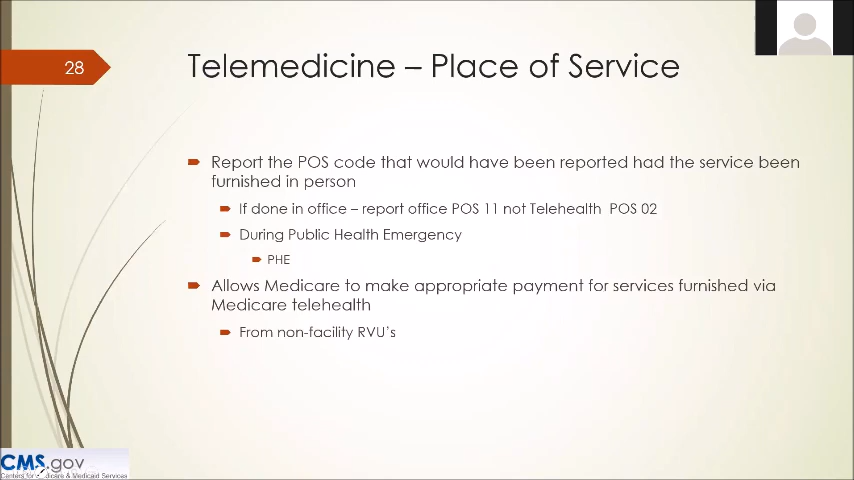 28
Telemedicine – Place of Service
Report the POS code that would have been reported had the service been
furnished in person
If done in office – report office POS 11 not Telehealth POS 02
During Public Health Emergency
PHE
Allows Medicare to make appropriate payment for services furnished via
Medicare telehealth
From non-facility RVU's
CMS.gov
Centers for Medicare & Medicaid Services